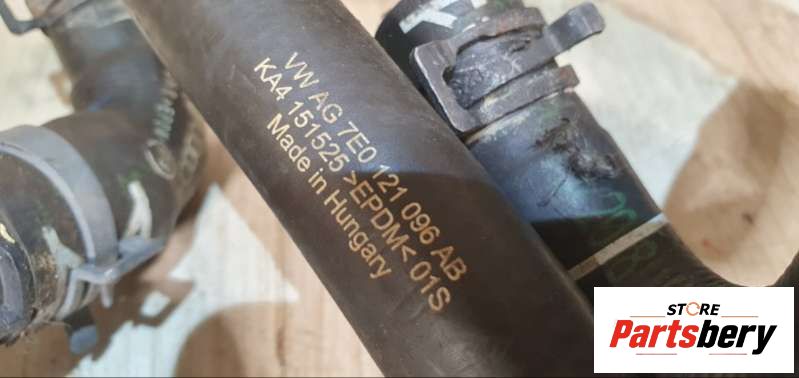 VW AG 7E0 121 096 AB
KA4 151525 >EPDM< 01S
Made in Hungary
STORE
Partsbery